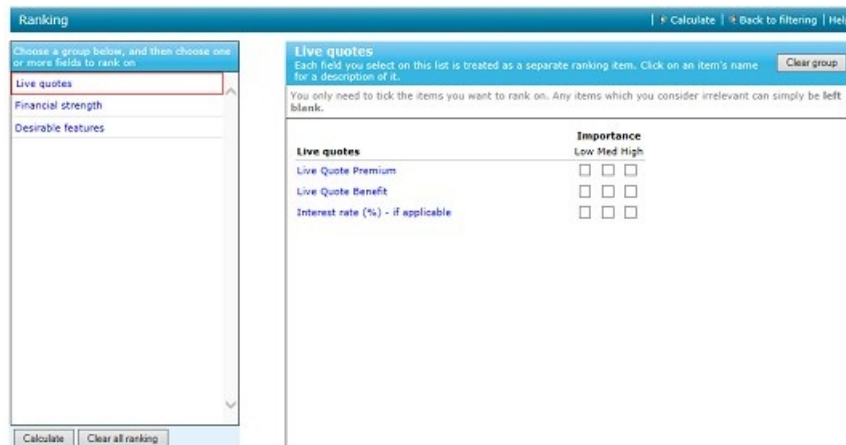 Ranking
| Calculate | Back to filtering | Help
Choose a group below, and then choose one
or more fields to rank on
Live quotes
Financial strength
Desirable features
Calculate
Clear all ranking
Live quotes
Each field you select on this list is treated as a separate ranking item. Click on an item's name
for a description of it.
Clear group
You only need to tick the items you want to rank on. Any items which you consider irrelevant can simply be left
blank.
Importance
Live quotes Low Med High
Live Quote Premium
Live Quote Benefit
Interest rate (%) - if applicable